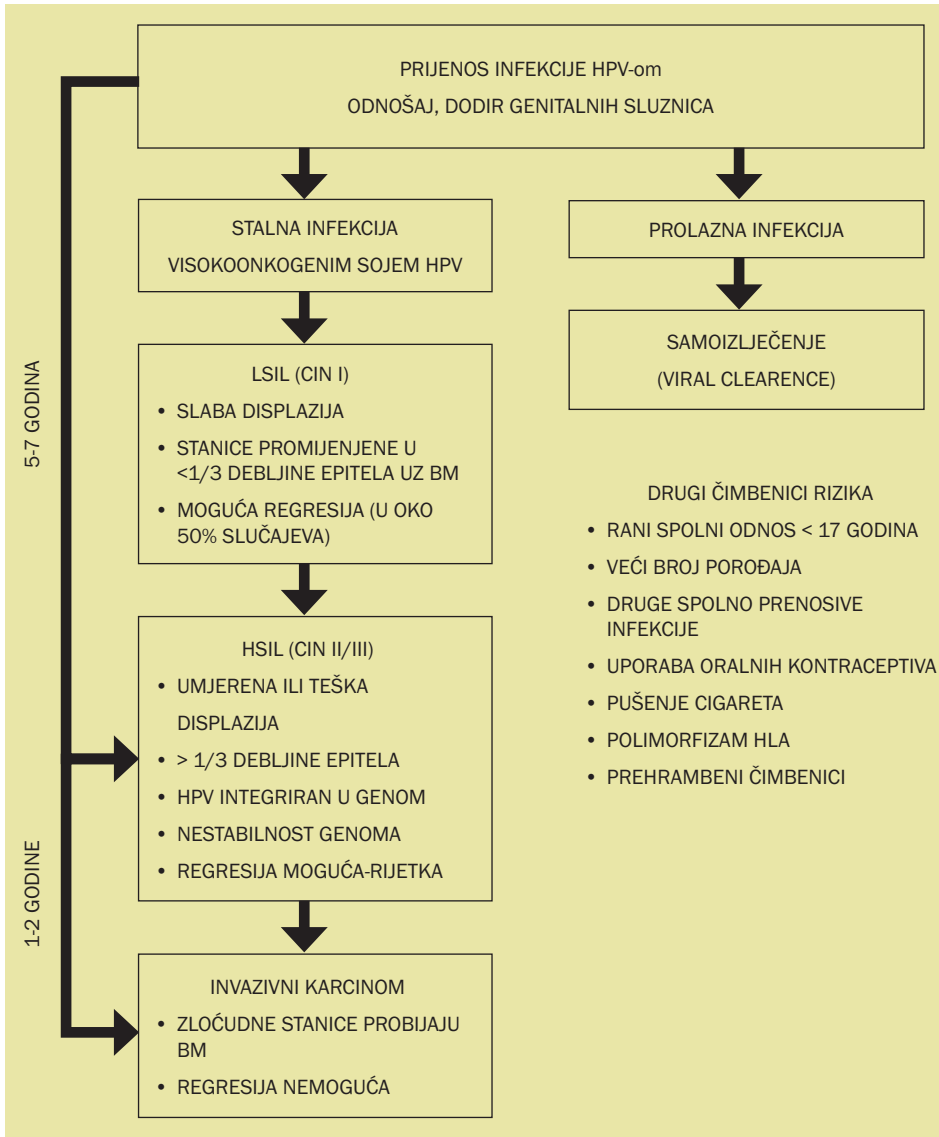 PRIJENOS INFEKCIJE HPV-om
ODNOŠAJ, DODIR GENITALNIH SLUZNICA
STALNA INFEKCIJA
VISOKOONKOGENIM SOJEM HPV
PROLAZNA INFEKCIJA
SAMOIZLJEČENJE
(VIRAL CLEARENCE)
5-7 GODINA
LSIL (CIN I)
• SLABA DISPLAZIJA
• STANICE PROMIJENJENE U
<1/3 DEBLJINE EPITELA UZ BM
• MOGUĆA REGRESIJA (U OKO
50% SLUČAJEVA)
DRUGI ČIMBENICI RIZIKA
• RANI SPOLNI ODNOS < 17 GODINA
• VEĆI BROJ POROĐAJA
• DRUGE SPOLNO PRENOSIVE
INFEKCIJE
• UPORABA ORALNIH KONTRACEPTIVA
• PUŠENJE CIGARETA
• POLIMORFIZAM HLA
• PREHRAMBENI ČIMBENICI
HSIL (CIN II/III)
• UMJERENA ILI TEŠKA
DISPLAZIJA
• > 1/3 DEBLJINE EPITELA
• HPV INTEGRIRAN U GENOM
• NESTABILNOST GENOMA
• REGRESIJA MOGUĆA-RIJETKA
1-2 GODINE
INVAZIVNI KARCINOM
• ZLOĆUDNE STANICE PROBIJAJU
BM
• REGRESIJA NEMOGUĆA